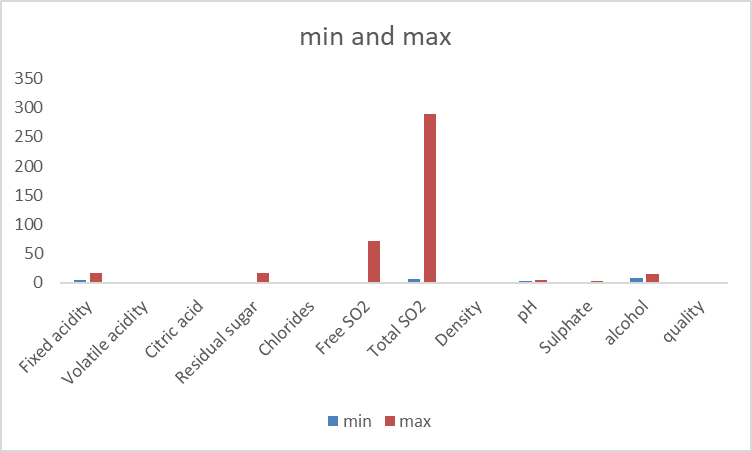 min and max
350
300
250
200
150
100
50
0
Fixed acidity
Volatile acidity
Citric acid
Residual sugar
Chlorides
Free SO2
Total SO2
Density
pH
Sulphate
alcohol
quality
min max